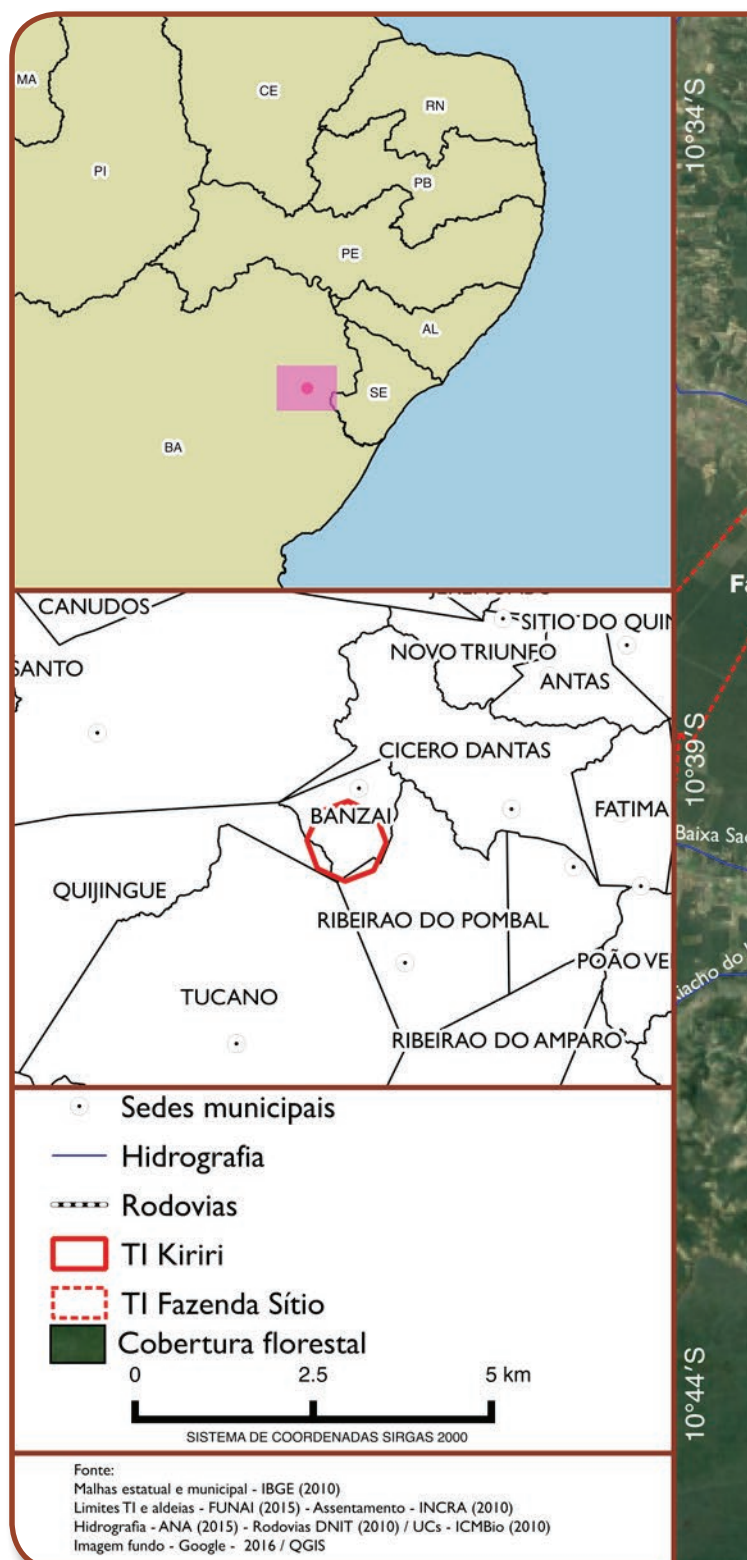 MA
CE
RN
PI
PB
PE
AL
SE
BA
10°34'S
Fa
CANUDOS
SITIO DO QUIN
SANTO
NOVO TRIUNFO
ANTAS
10°39'S
CICERO DANTAS
BANZAI
FATIMA
Baixa Sac
QUIJINGUE
RIBEIRAO DO POMBAL
POÃO VE
iacho do
TUCANO
RIBEIRAO DO AMPARO
Sedes municipais
Hidrografia
Rodovias
TI Kiriri
TI Fazenda Sítio
Cobertura florestal
0 2.5 5 km
SISTEMA DE COORDENADAS SIRGAS 2000
10°44'S
Fonte:
Malhas estatual e municipal - IBGE (2010)
Limites TI e aldeias - FUNAI (2015) - Assentamento - INCRA (2010)
Hidrografia - ANA (2015) - Rodovias DNIT (2010) / UCs - ICMBio (2010)
Imagem fundo - Google - 2016 / QGIS